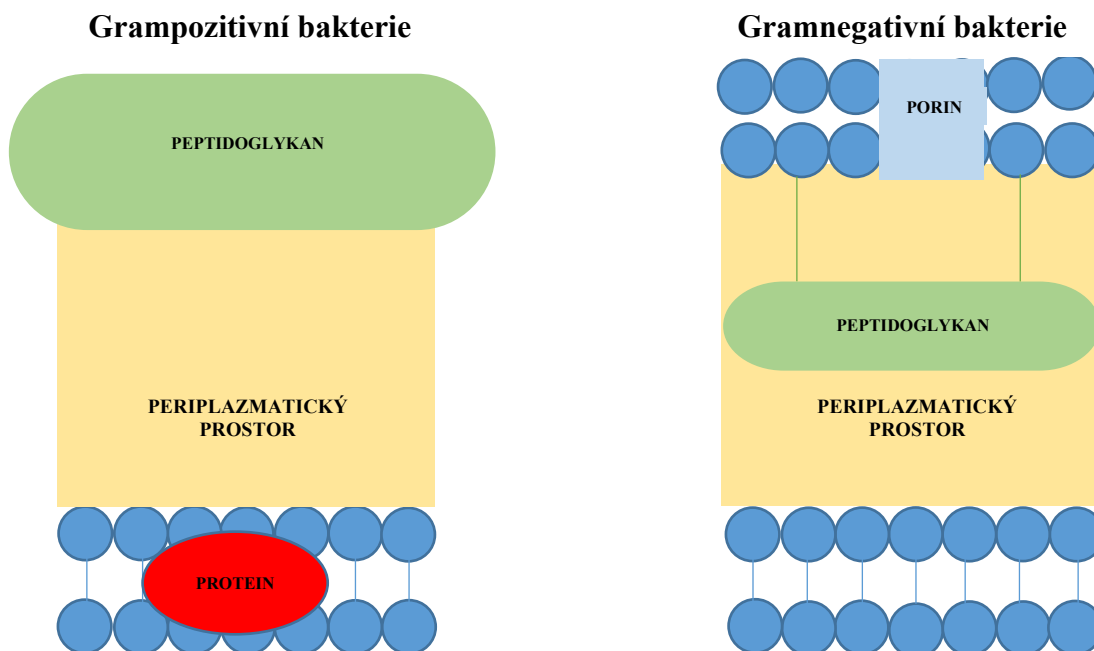 Grampozitivní bakterie
PEPTIDOGLYKAN
PERIPLAZMATICKÝ
PROSTOR
PROTEIN
Gramnegativní bakterie
PORIN
PEPTIDOGLYKAN
PERIPLAZMATICKÝ
PROSTOR